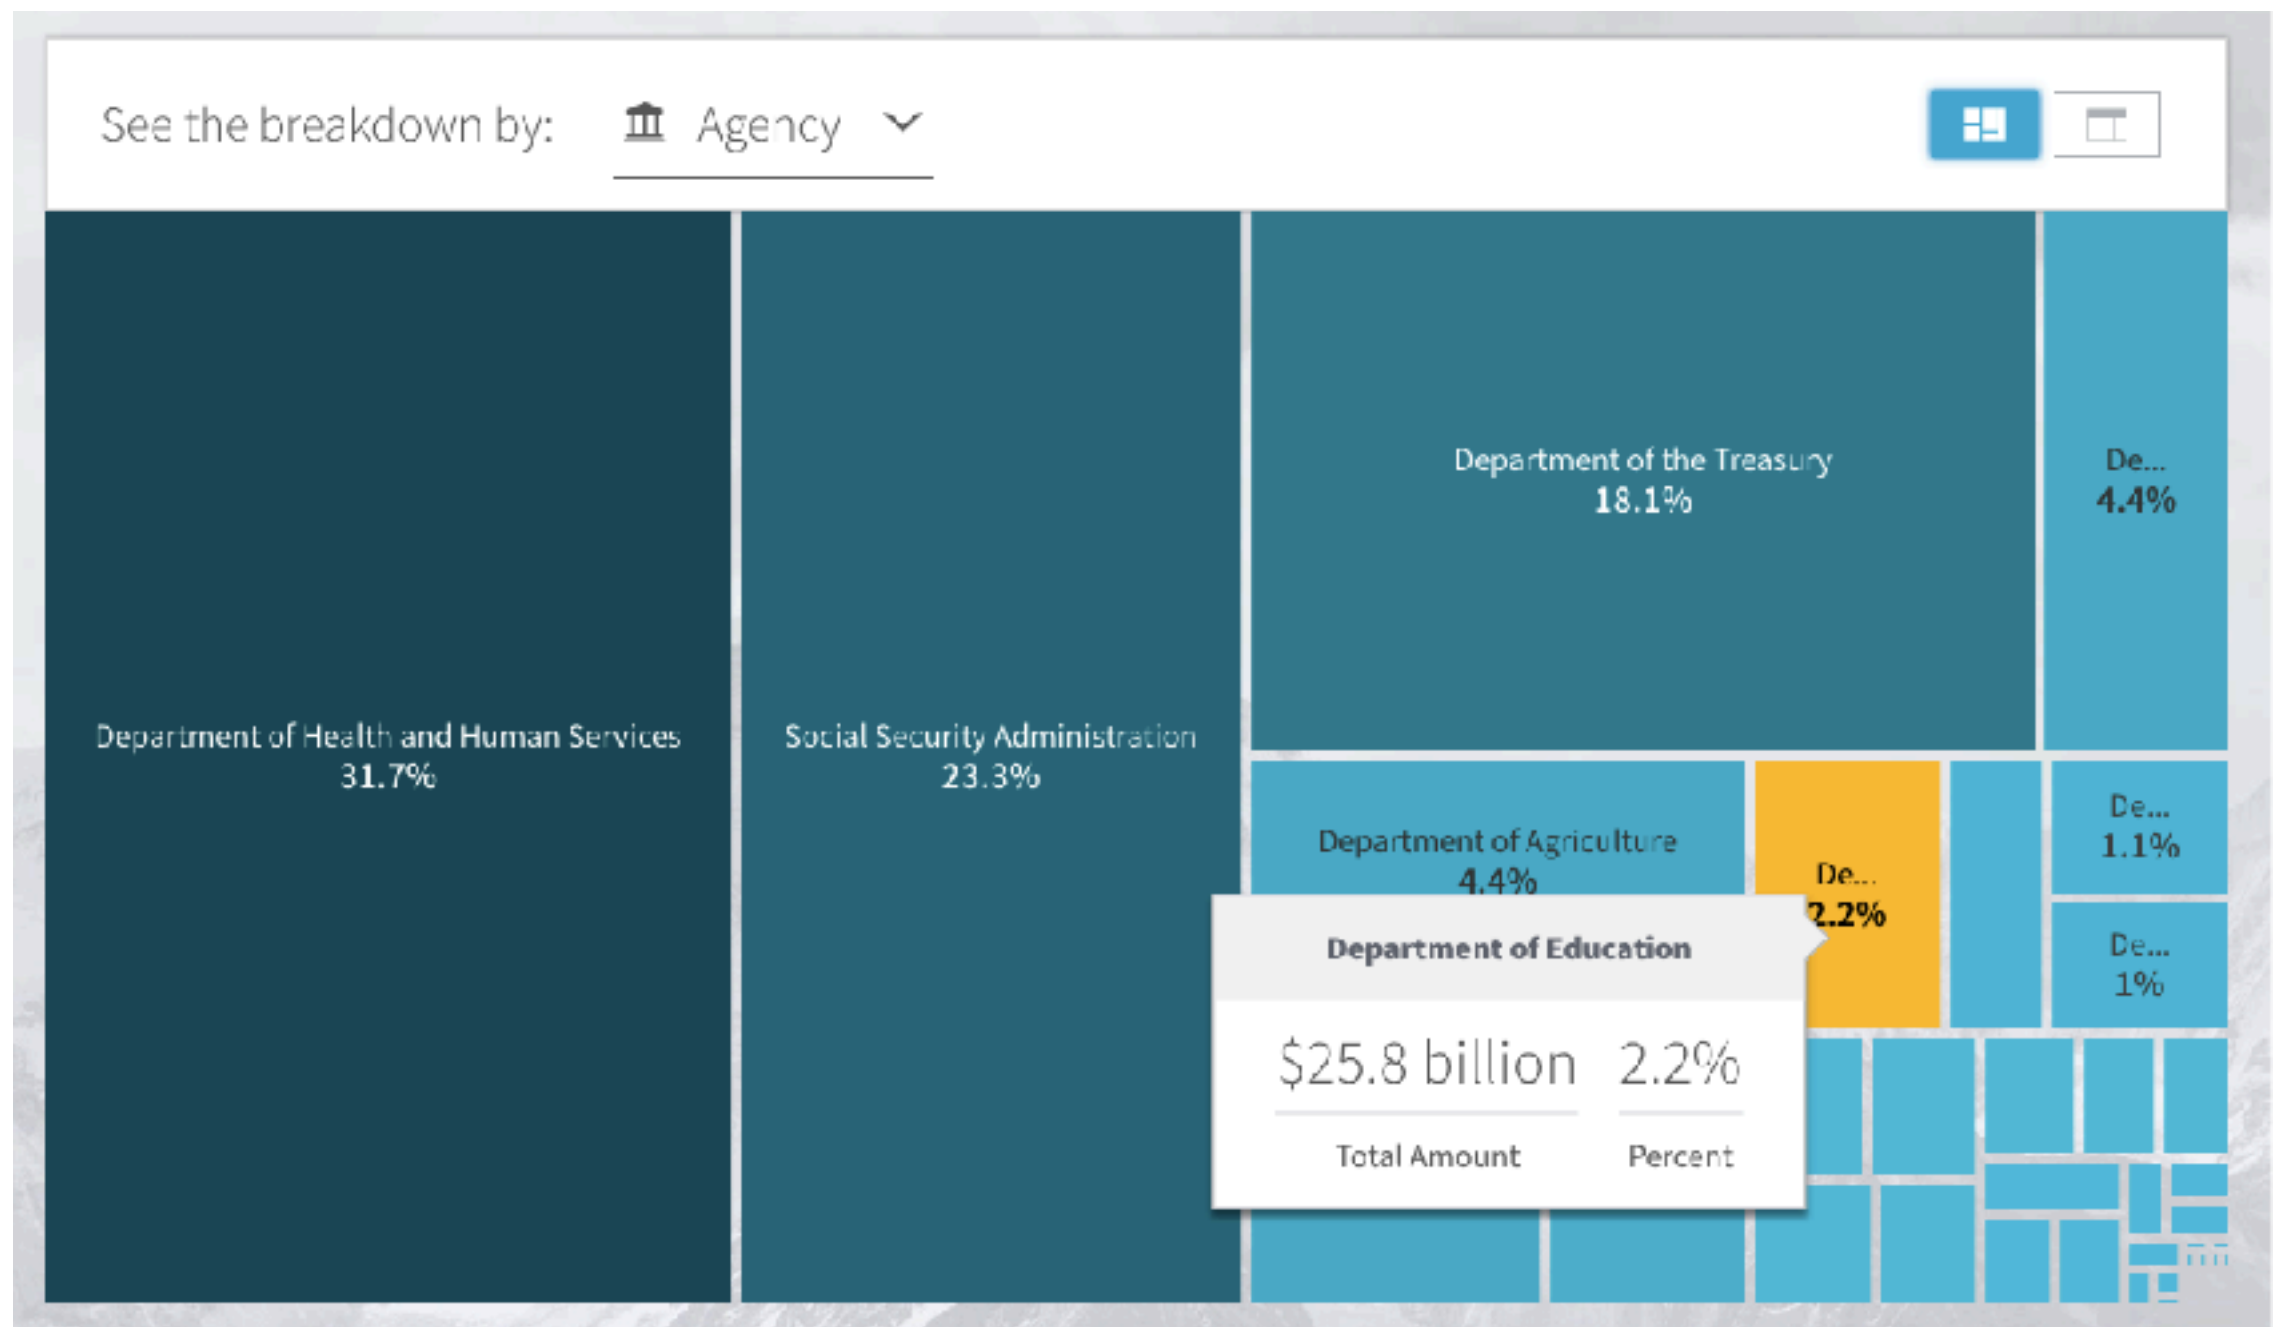 See the breakdown by: Agency
Department of Health and Human Services
31.7%
Social Security Administration
23.3%
Department of the Treasury
18.1%
De...
4.4%
Department of Agriculture
4.4%
De...
2.2%
De...
1.1%
De...
1%
Department of Education
$25.8 billion 2.2%
Total Amount Percent